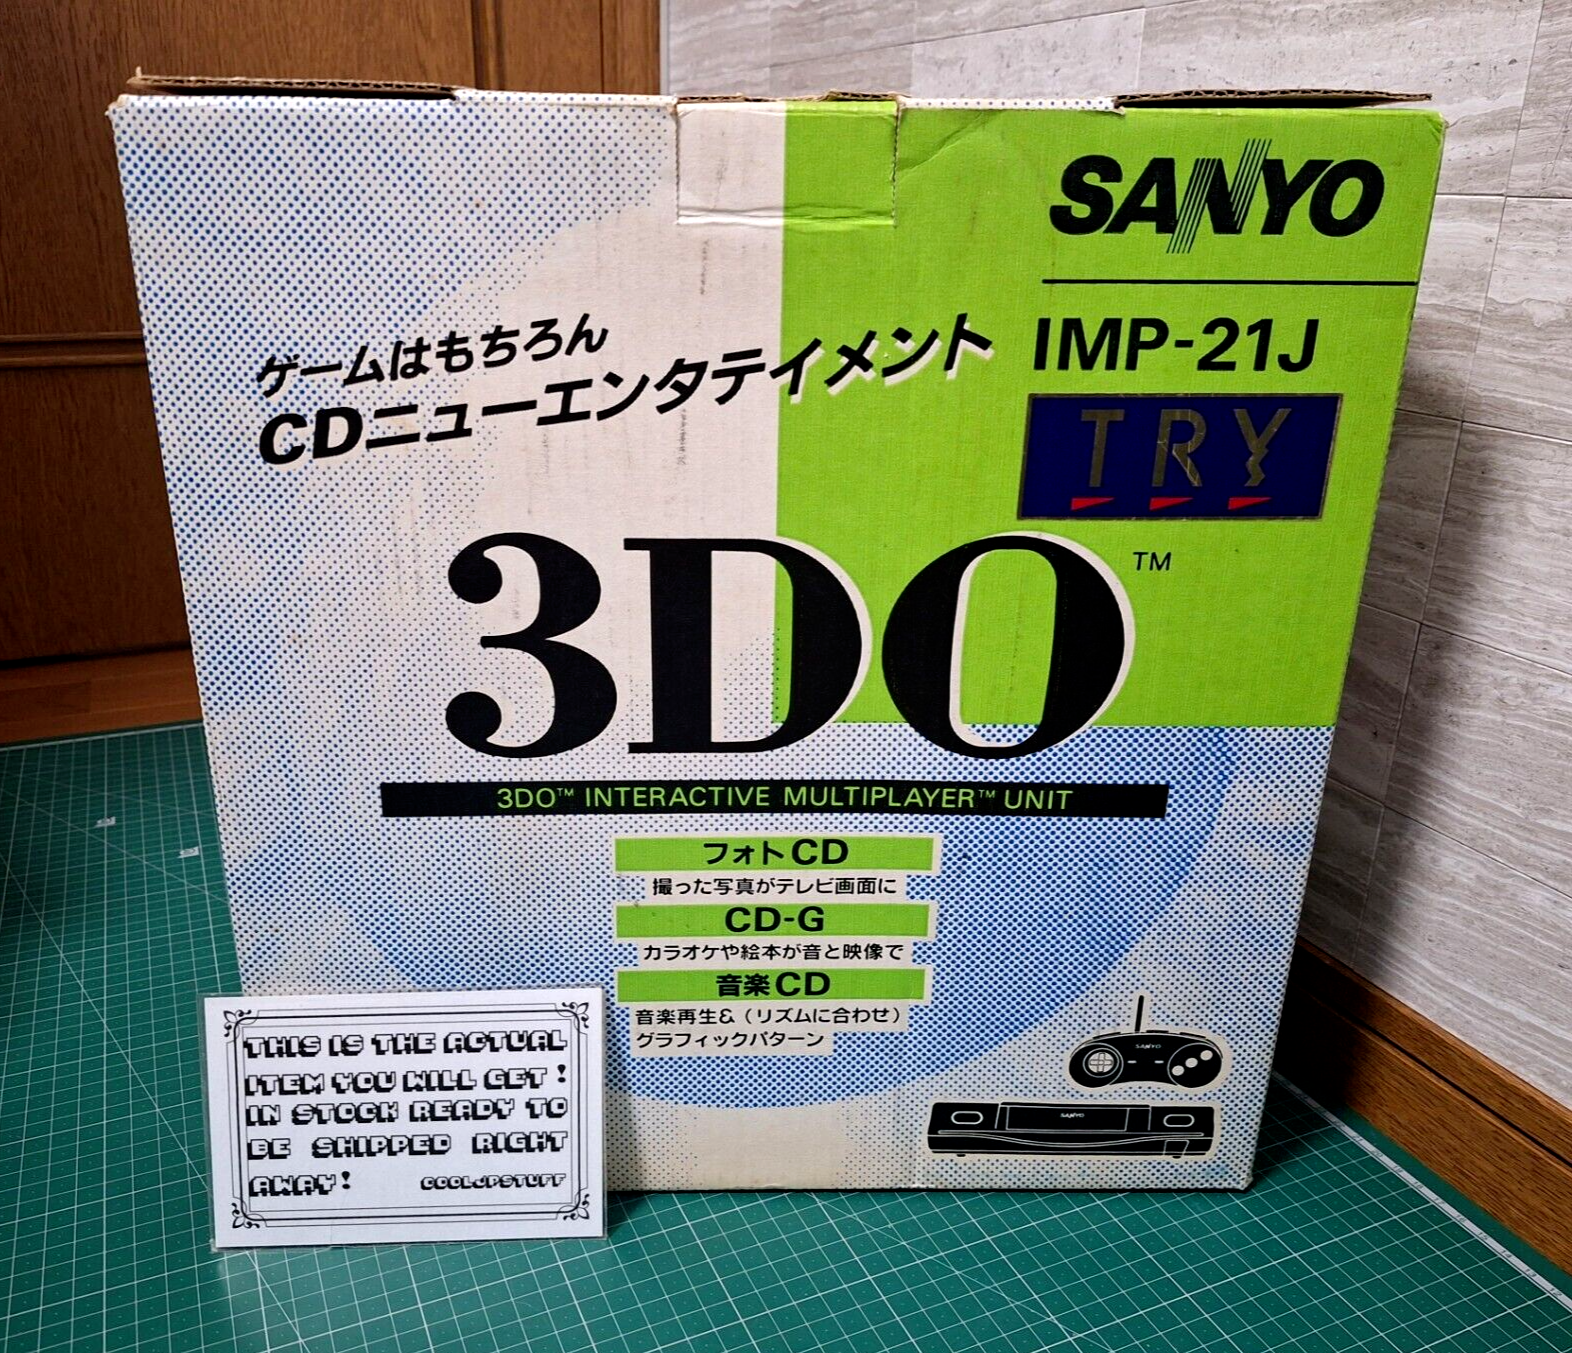 SANYO
IMP-21J
TRY
ゲームはもちろん
CDニューエンタテイメント
3DO™
3DO™ INTERACTIVE MULTIPLAYER™ UNIT
フォトCD
撮った写真がテレビ画面に
CD-G
カラオケや絵本が音と映像で
音楽CD
音楽再生&(リズムに合わせ)
グラフィックパターン
SANYO
SANYO
THIS IS THE ACTUAL
ITEM YOU WILL GET!
IN STOCK READY TO
BE SHIPPED RIGHT
AWAY! COOLJPSTUFF